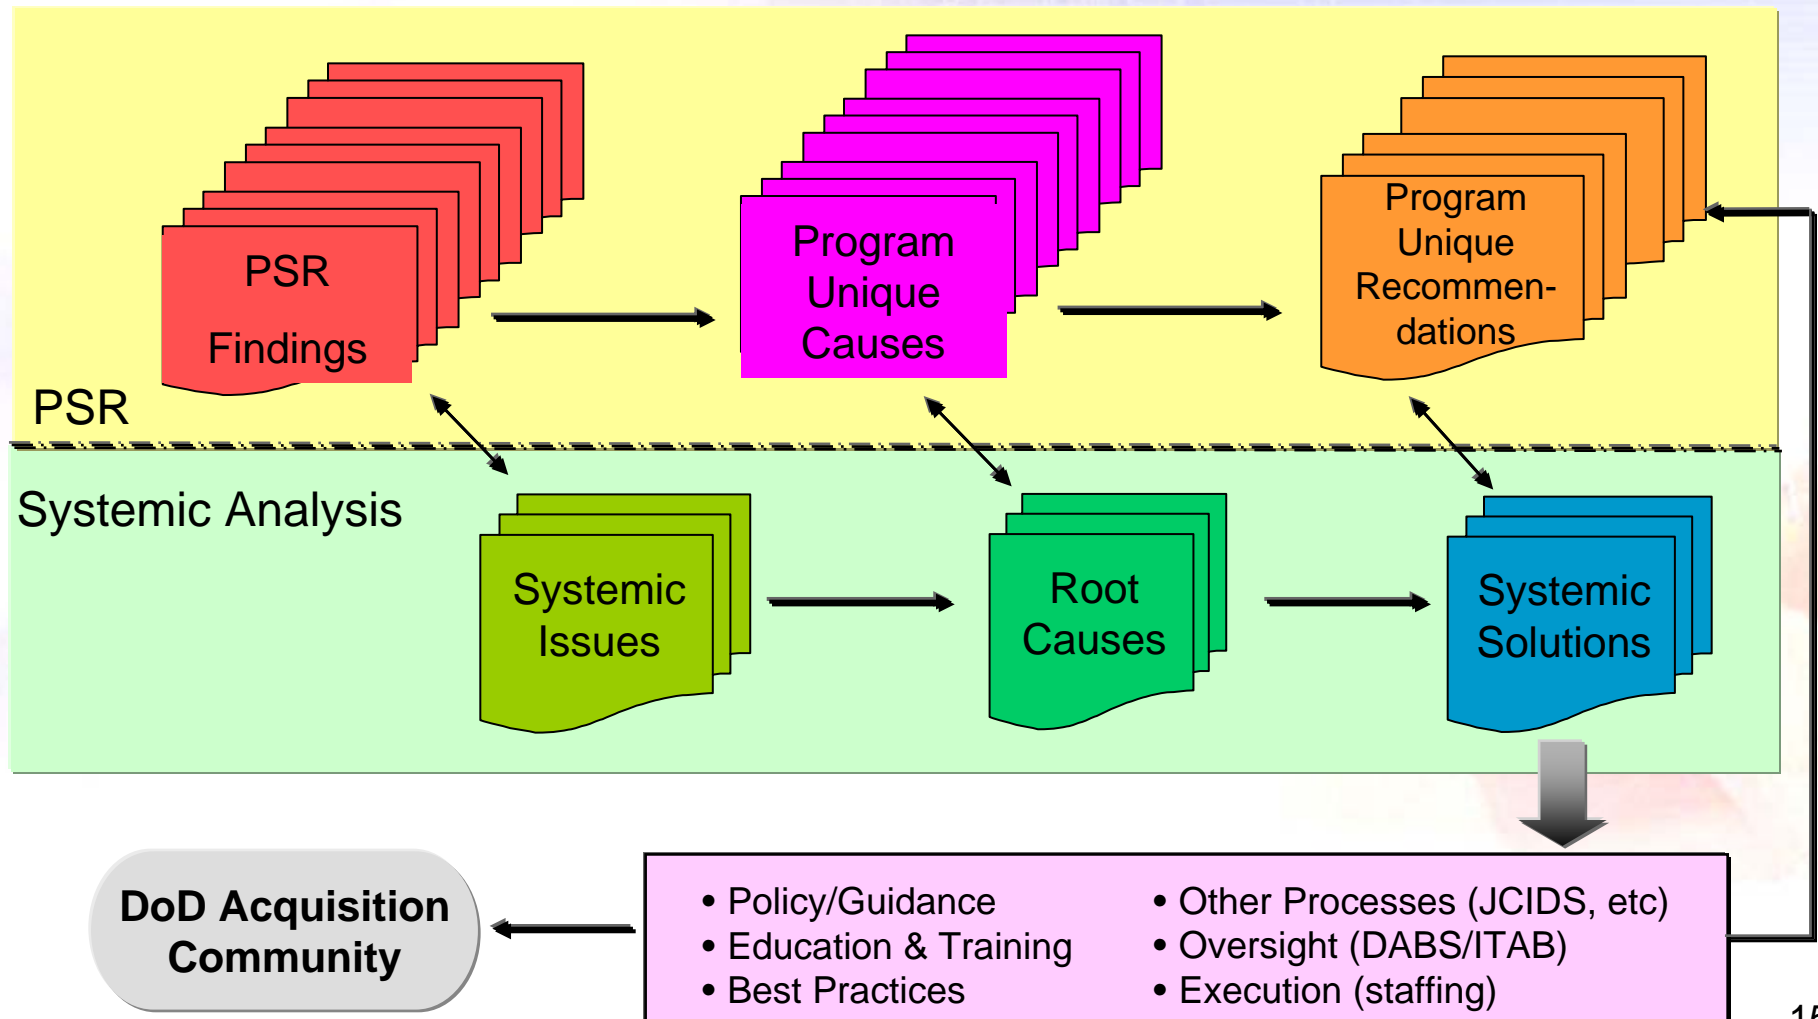 PSR
Findings
Program
Unique
Causes
Program
Unique
Recommen-
dations
PSR
Systemic Analysis
Systemic
Issues
Root
Causes
Systemic
Solutions
DoD Acquisition
Community
• Policy/Guidance
• Education & Training
• Best Practices
• Other Processes (JCIDS, etc)
• Oversight (DABS/ITAB)
• Execution (staffing)